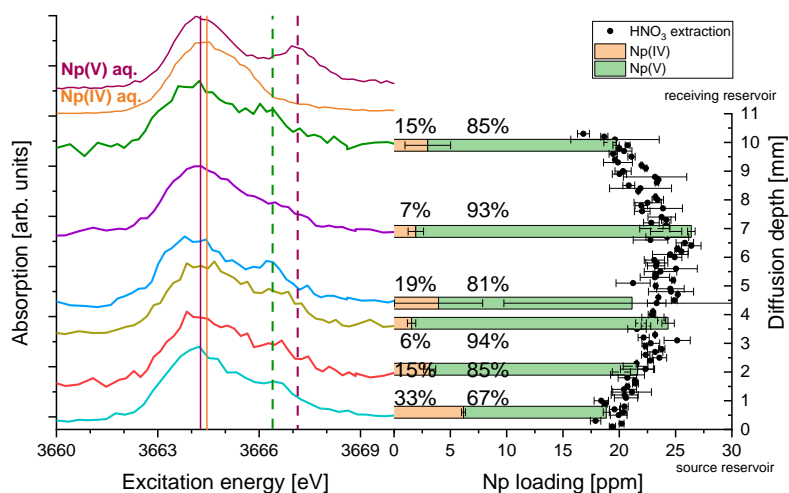 HNO3 extraction
Np(IV)
Np(V)
Np(V) aq.
Np(IV) aq.
receiving reservoir
15% 85%
7% 93%
19% 81%
6% 94%
15% 85%
33% 67%
11
10
9
8
7
6
5
4
3
2
1
0
Absorption [arb. units]
Diffusion depth [mm]
3660 3663 3666 3669
0 5 10 15 20 25 30
source reservoir
Excitation energy [eV]
Np loading [ppm]